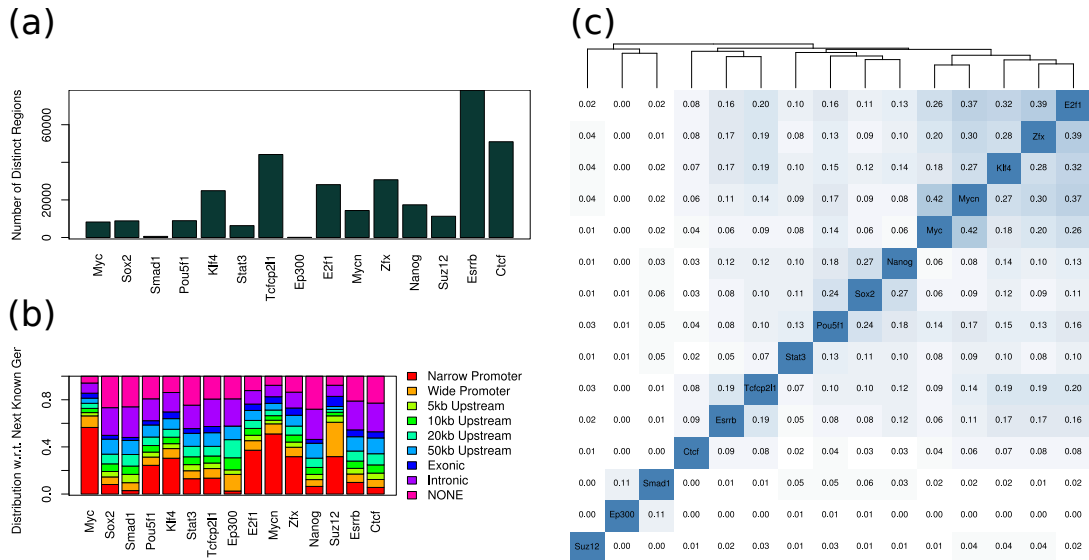 (a)
Number of Distinct Regions
60000
20000
0
Myc
Sox2
Smad1
Pou5f1
Klf4
Stat3
Tcfcp2l1
Ep300
E2f1
Mycn
Zfx
Nanog
Suz12
Esrrb
Ctcf
(b)
Distribution w.r.t. Next Known Ger
0.8
0.4
0.0
Myc
Sox2
Smad1
Pou5f1
Klf4
Stat3
Tcfcp2l1
Ep300
E2f1
Mycn
Zfx
Nanog
Suz12
Esrrb
Ctcf
Narrow Promoter
Wide Promoter
5kb Upstream
10kb Upstream
20kb Upstream
50kb Upstream
Exonic
Intronic
NONE
(c)
0.02 0.00 0.02 0.08 0.16 0.20 0.10 0.16 0.11 0.13 0.26 0.37 0.32 0.39 E2f1
0.04 0.00 0.01 0.08 0.17 0.19 0.08 0.13 0.09 0.10 0.20 0.30 0.28 Zfx 0.39
0.04 0.00 0.02 0.07 0.17 0.19 0.10 0.15 0.12 0.14 0.18 0.27 Klf4 0.28 0.32
0.04 0.00 0.02 0.06 0.11 0.14 0.09 0.17 0.09 0.08 0.42 Mycn 0.27 0.30 0.37
0.01 0.00 0.02 0.04 0.06 0.09 0.08 0.14 0.06 0.06 Myc 0.42 0.18 0.20 0.26
0.01 0.00 0.03 0.03 0.12 0.12 0.10 0.18 0.27 Nanog 0.06 0.08 0.14 0.10 0.13
0.01 0.01 0.06 0.03 0.08 0.10 0.11 0.24 Sox2 0.27 0.06 0.09 0.12 0.09 0.11
0.03 0.01 0.05 0.04 0.08 0.10 0.13 Pou5f1 0.24 0.18 0.14 0.17 0.15 0.13 0.16
0.01 0.01 0.05 0.02 0.05 0.07 Stat3 0.13 0.11 0.10 0.08 0.09 0.10 0.08 0.10
0.03 0.00 0.01 0.08 0.19 Tcfcp2l1 0.07 0.10 0.10 0.12 0.09 0.14 0.19 0.19 0.20
0.02 0.00 0.01 0.09 Esrrb 0.19 0.05 0.08 0.08 0.12 0.06 0.11 0.17 0.17 0.16
0.01 0.00 0.00 Ctcf 0.09 0.08 0.02 0.04 0.03 0.03 0.04 0.06 0.07 0.08 0.08
0.00 0.11 Smad1 0.00 0.01 0.01 0.05 0.05 0.06 0.03 0.02 0.02 0.02 0.01 0.02
0.00 Ep300 0.11 0.00 0.00 0.00 0.01 0.01 0.01 0.00 0.00 0.00 0.00 0.00 0.00
Suz12 0.00 0.00 0.01 0.02 0.03 0.01 0.03 0.01 0.01 0.01 0.04 0.04 0.04 0.02